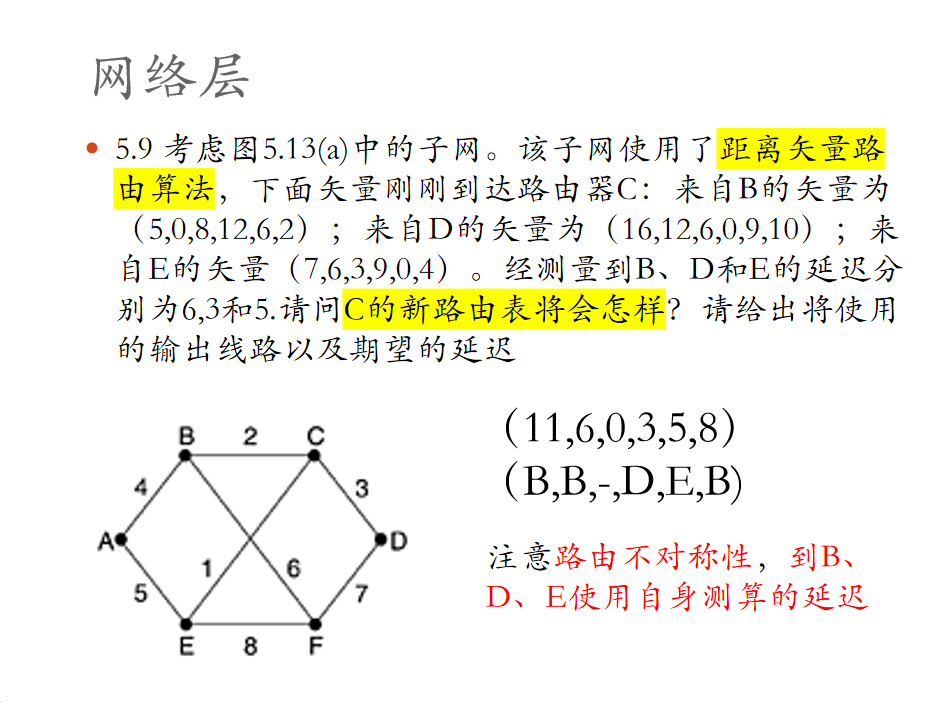 网络层
• 5.9 考虑图5.13(a)中的子网。该子网使用了距离矢量路
由算法，下面矢量刚刚到达路由器C：来自B的矢量为
（5,0,8,12,6,2）；来自D的矢量为（16,12,6,0,9,10）；来
自E的矢量（7,6,3,9,0,4）。经测量到B、D和E的延迟分
别为6,3和5.请问C的新路由表将会怎样？请给出将使用
的输出线路以及期望的延迟
B 2 C
4 3
A D
1 6
5 7
E 8 F
（11,6,0,3,5,8）
（B,B,-,D,E,B)
注意路由不对称性，到B、
D、E使用自身测算的延迟